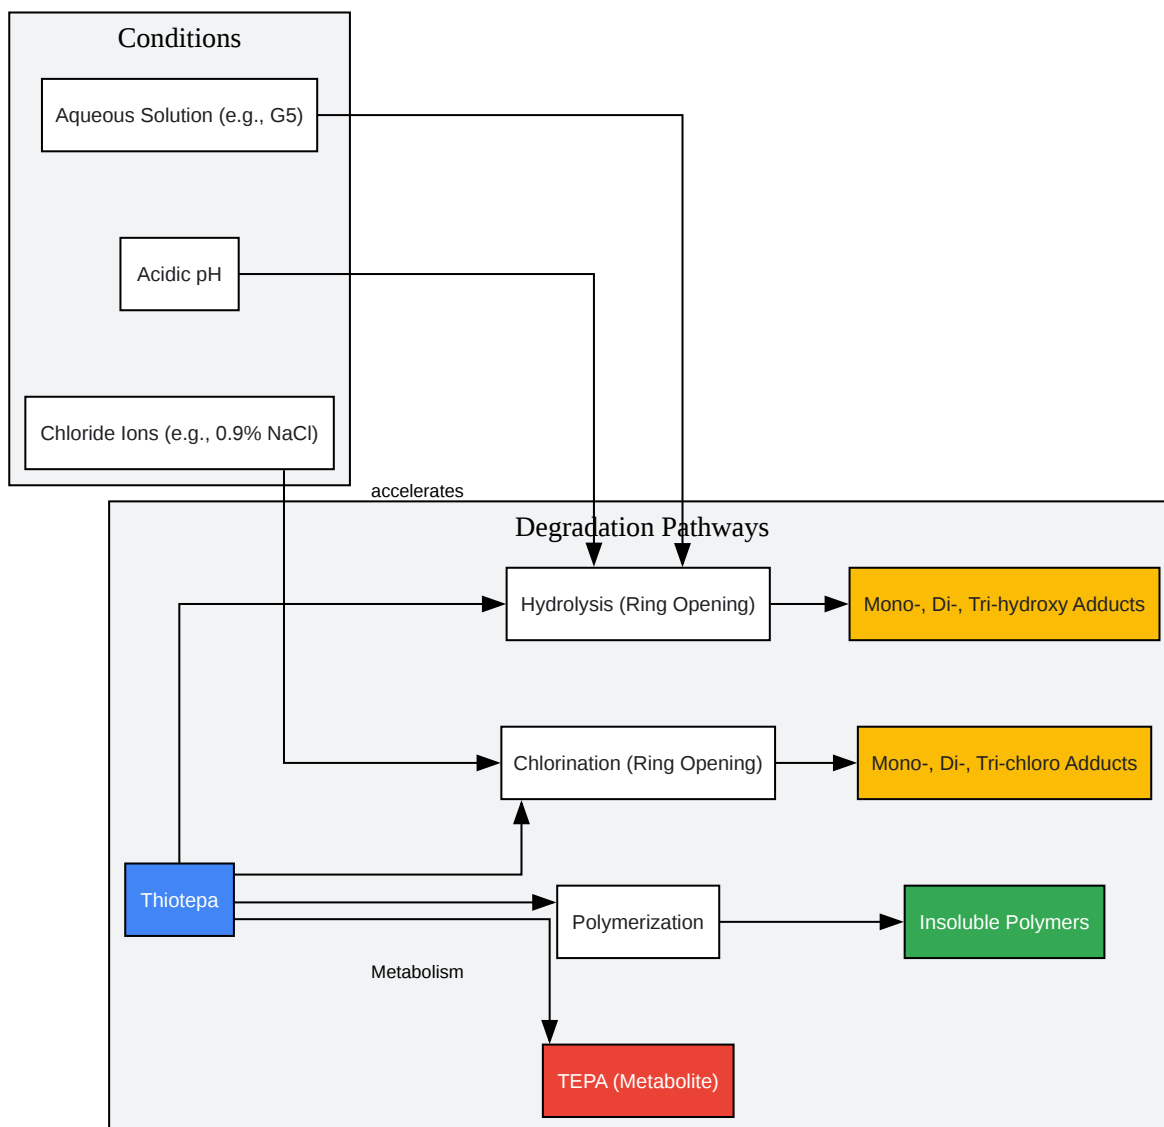 Conditions
Aqueous Solution (e.g., G5)
Acidic pH
Chloride Ions (e.g., 0.9% NaCl)
accelerates
Degradation Pathways
Hydrolysis (Ring Opening)
Mono-, Di-, Tri-hydroxy Adducts
Chlorination (Ring Opening)
Mono-, Di-, Tri-chloro Adducts
Thiotepa
Polymerization
Insoluble Polymers
Metabolism
TEPA (Metabolite)